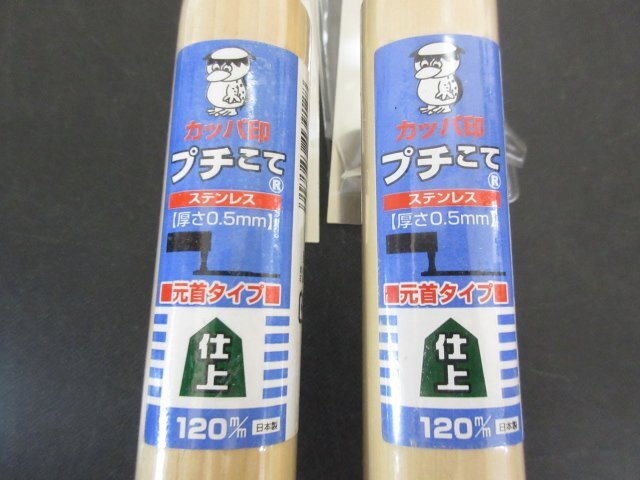 カッパ印
プチこて®
ステンレス
【厚さ0.5mm】
元首タイプ
仕上
120m/m 日本製
カッパ印
プチこて®
ステンレス
【厚さ0.5mm】
元首タイプ
仕上
120m/m 日本製